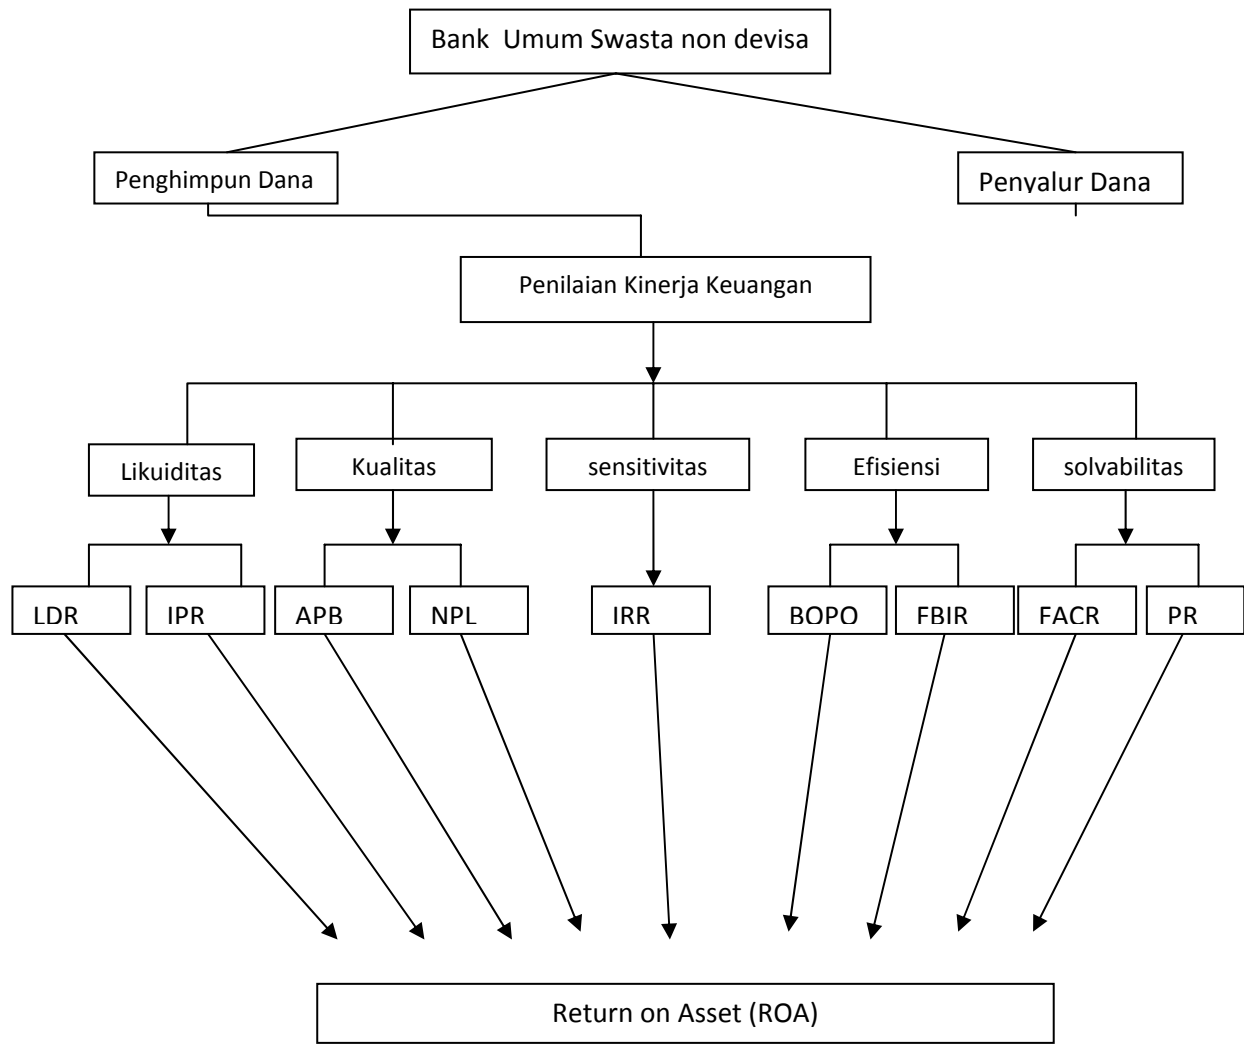 Bank Umum Swasta non devisa
Penghimpun Dana
Penyalur Dana
Penilaian Kinerja Keuangan
Likuiditas
Kualitas
sensitivitas
Efisiensi
solvabilitas
LDR
IPR
APB
NPL
IRR
BOPO
FBIR
FACR
PR
Return on Asset (ROA)